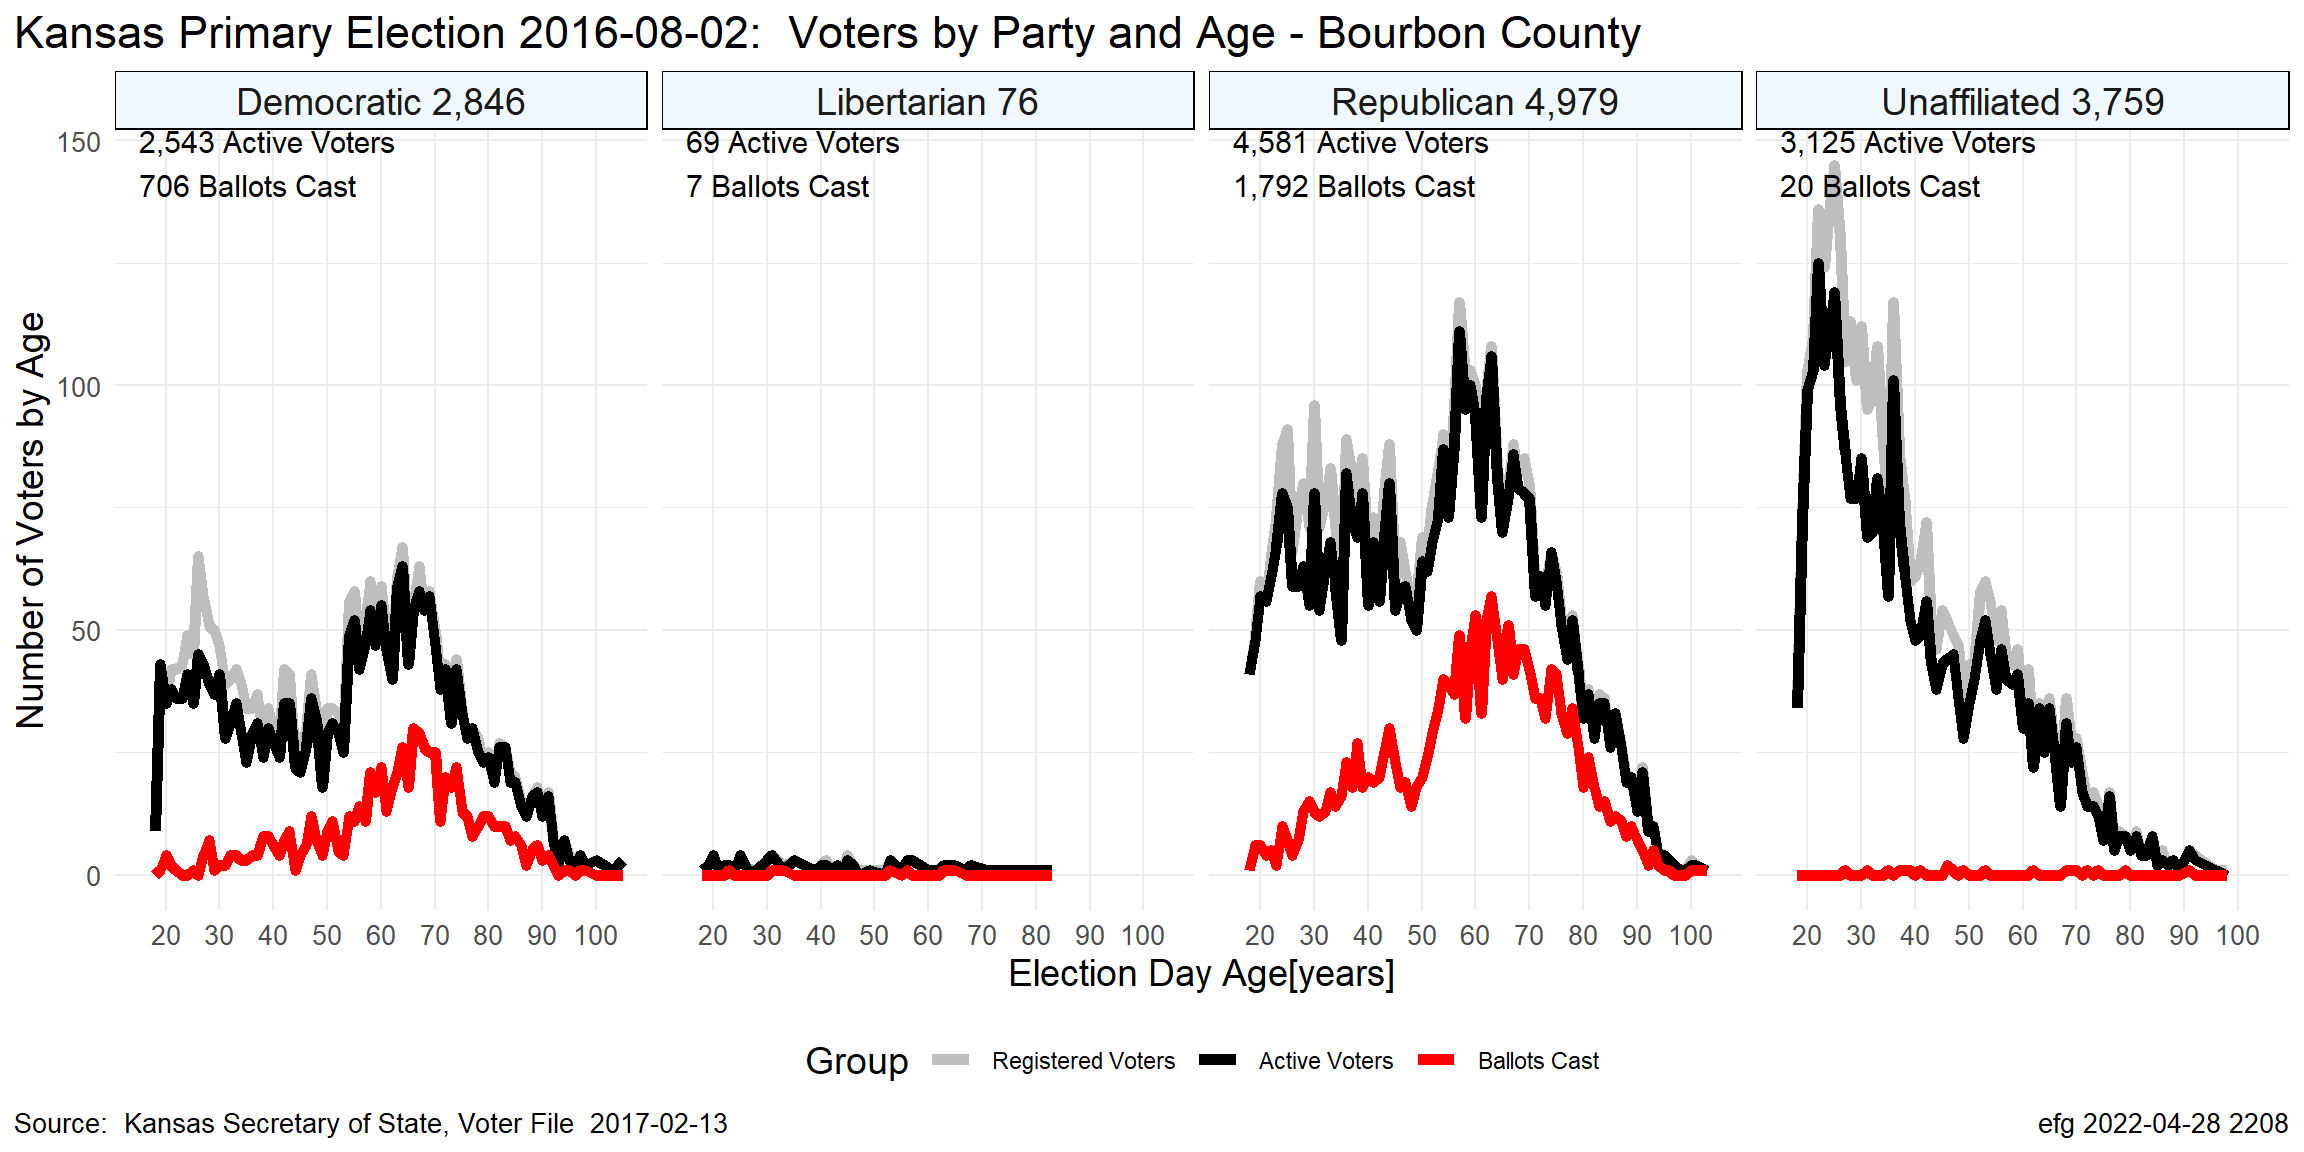 Kansas Primary Election 2016-08-02:  Voters by Party and Age - Bourbon County
Democratic 2,846
Libertarian 76
Republican 4,979
Unaffiliated 3,759
2,543 Active Voters
706 Ballots Cast
69 Active Voters
7 Ballots Cast
4,581 Active Voters
1,792 Ballots Cast
3,125 Active Voters
20 Ballots Cast
Number of Voters by Age
150
100
50
0
20 30 40 50 60 70 80 90 100
20 30 40 50 60 70 80 90 100
20 30 40 50 60 70 80 90 100
20 30 40 50 60 70 80 90 100
Election Day Age[years]
Group Registered Voters Active Voters Ballots Cast
Source:  Kansas Secretary of State, Voter File  2017-02-13
efg 2022-04-28 2208